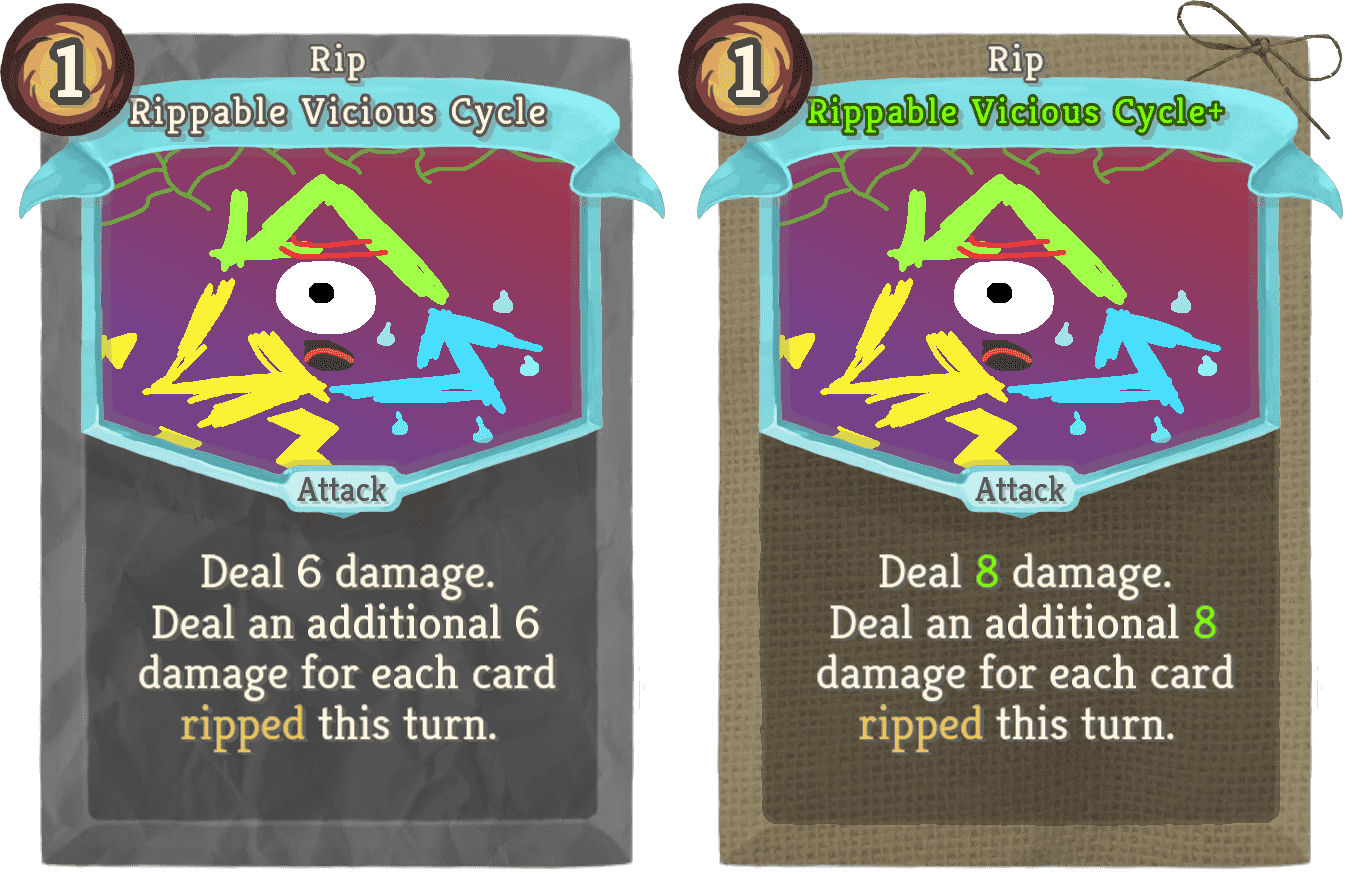 1
Rip
Rippable Vicious Cycle
Attack
Deal 6 damage.
Deal an additional 6
damage for each card
ripped this turn.
1
Rip
Rippable Vicious Cycle+
Attack
Deal 8 damage.
Deal an additional 8
damage for each card
ripped this turn.